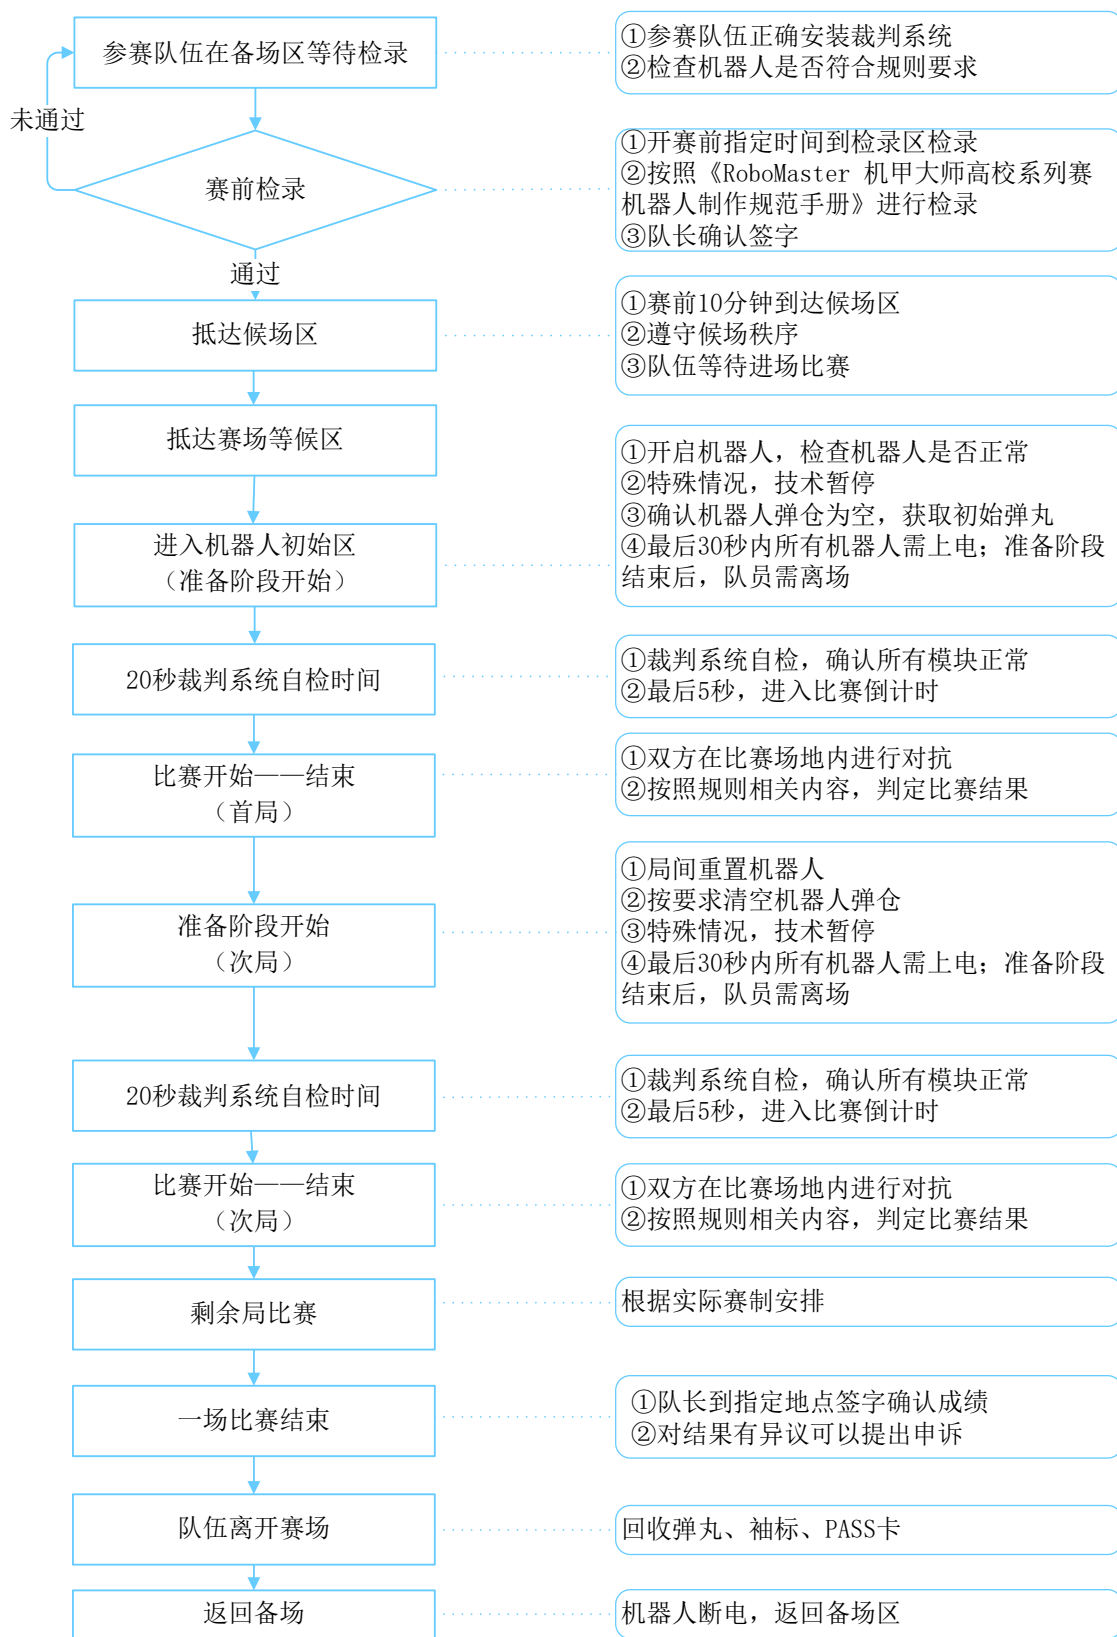 参赛队伍在备场区等待检录
①参赛队伍正确安装裁判系统
②检查机器人是否符合规则要求
未通过
赛前检录
①开赛前指定时间到检录区检录
②按照《RoboMaster 机甲大师高校系列赛
机器人制作规范手册》进行检录
③队长确认签字
通过
抵达候场区
①赛前10分钟到达候场区
②遵守候场秩序
③队伍等待进场比赛
抵达赛场等候区
进入机器人初始区
（准备阶段开始）
①开启机器人，检查机器人是否正常
②特殊情况，技术暂停
③确认机器人弹仓为空，获取初始弹丸
④最后30秒内所有机器人需上电；准备阶段
结束后，队员需离场
20秒裁判系统自检时间
①裁判系统自检，确认所有模块正常
②最后5秒，进入比赛倒计时
比赛开始——结束
（首局）
①双方在比赛场地内进行对抗
②按照规则相关内容，判定比赛结果
准备阶段开始
（次局）
①局间重置机器人
②按要求清空机器人弹仓
③特殊情况，技术暂停
④最后30秒内所有机器人需上电；准备阶段
结束后，队员需离场
20秒裁判系统自检时间
①裁判系统自检，确认所有模块正常
②最后5秒，进入比赛倒计时
比赛开始——结束
（次局）
①双方在比赛场地内进行对抗
②按照规则相关内容，判定比赛结果
剩余局比赛
根据实际赛制安排
一场比赛结束
①队长到指定地点签字确认成绩
②对结果有异议可以提出申诉
队伍离开赛场
回收弹丸、袖标、PASS卡
返回备场
机器人断电，返回备场区